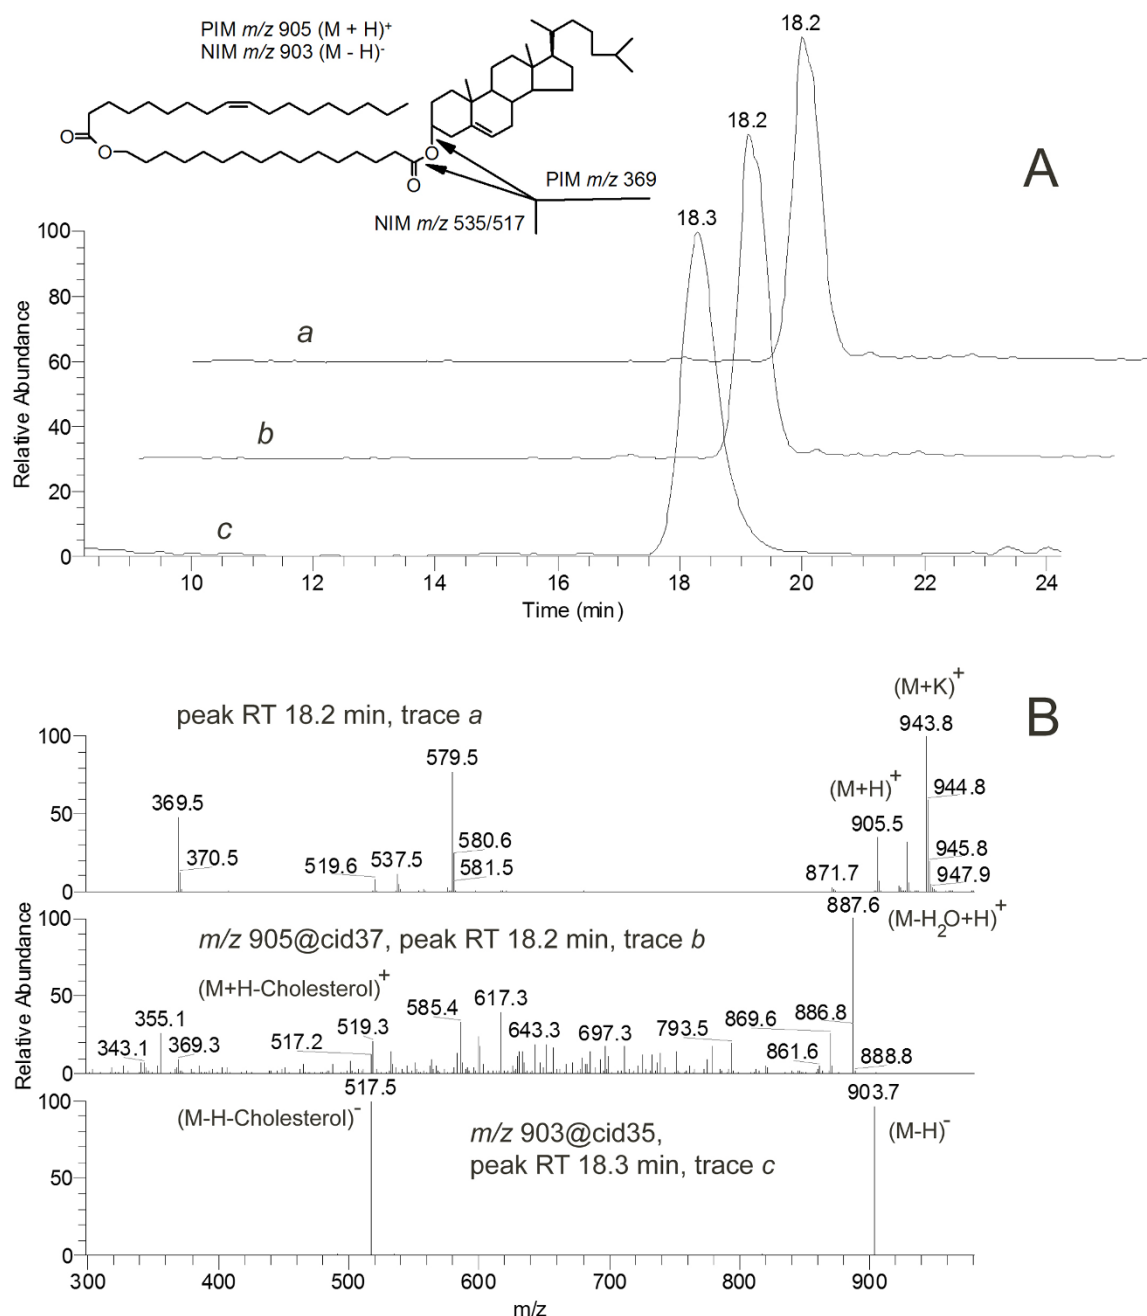 PIM m/z 905 (M + H)⁺
NIM m/z 903 (M - H)⁻
O
O
O
O
PIM m/z 369
NIM m/z 535/517
A
18.2
18.2
18.3
a
b
c
Relative Abundance
100
80
60
40
20
0
10 12 14 16 18 20 22 24
Time (min)
B
peak RT 18.2 min, trace a
(M+K)⁺
943.8
944.8
945.8
947.9
(M+H)⁺
905.5
871.7
579.5
580.6
581.5
537.5
519.6
369.5
370.5
100
50
0
m/z 905@cid37, peak RT 18.2 min, trace b
887.6
(M-H₂O+H)⁺
(M+H-Cholesterol)⁺
343.1
355.1
369.3
517.2
519.3
585.4
617.3
643.3
697.3
793.5
861.6
869.6
886.8
888.8
100
50
0
Relative Abundance
517.5
(M-H-Cholesterol)⁻
m/z 903@cid35,
peak RT 18.3 min, trace c
903.7
(M-H)⁻
100
50
0
300 400 500 600 700 800 900
m/z